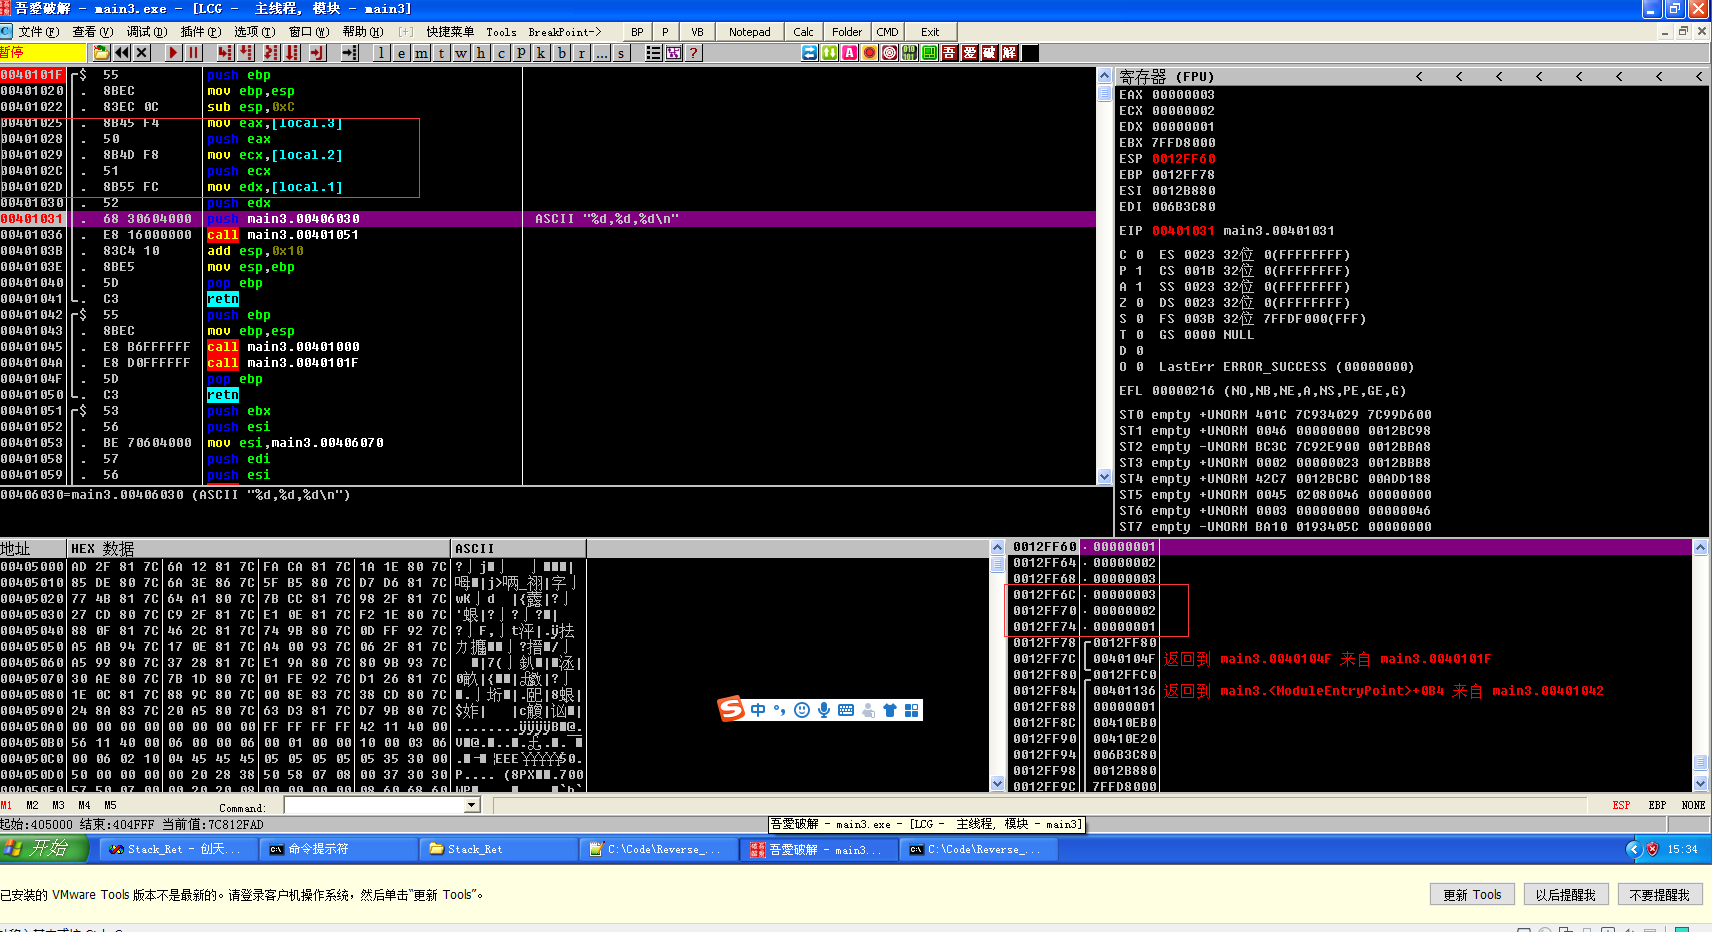 吾愛破解 - main3.exe - [LCG -  主线程, 模块 - main3]
文件(F) 查看(V) 调试(D) 插件(P) 选项(T) 窗口(W) 帮助(H) [+] 快捷菜单 Tools BreakPoint-> BP P VB Notepad Calc Folder CMD Exit
暂停 l e m t w h c p k b r ... s ? 吾 爱 破 解
0040101F $ 55 push ebp
00401020 . 8BEC mov ebp,esp
00401022 . 83EC 0C sub esp,0xC
00401025 . 8B45 F4 mov eax,[local.3]
00401028 . 50 push eax
00401029 . 8B4D F8 mov ecx,[local.2]
0040102C . 51 push ecx
0040102D . 8B55 FC mov edx,[local.1]
00401030 . 52 push edx
00401031 . 68 30604000 push main3.00406030 ASCII "%d,%d,%d\n"
00401036 . E8 16000000 call main3.00401051
0040103B . 83C4 10 add esp,0x10
0040103E . 8BE5 mov esp,ebp
00401040 . 5D pop ebp
00401041 . C3 retn
00401042 $ 55 push ebp
00401043 . 8BEC mov ebp,esp
00401045 . E8 B6FFFFFF call main3.00401000
0040104A . E8 D0FFFFFF call main3.0040101F
0040104F . 5D pop ebp
00401050 . C3 retn
00401051 $ 53 push ebx
00401052 . 56 push esi
00401053 . BE 70604000 mov esi,main3.00406070
00401058 . 57 push edi
00401059 . 56 push esi
00406030=main3.00406030 (ASCII "%d,%d,%d\n")
寄存器 (FPU) < < < < < < < <
EAX 00000003
ECX 00000002
EDX 00000001
EBX 7FFD8000
ESP 0012FF60
EBP 0012FF78
ESI 0012B880
EDI 006B3C80
EIP 00401031 main3.00401031
C 0 ES 0023 32位 0(FFFFFFFF)
P 1 CS 001B 32位 0(FFFFFFFF)
A 1 SS 0023 32位 0(FFFFFFFF)
Z 0 DS 0023 32位 0(FFFFFFFF)
S 0 FS 003B 32位 7FFDF000(FFF)
T 0 GS 0000 NULL
D 0
O 0 LastErr ERROR_SUCCESS (00000000)
EFL 00000216 (NO,NB,NE,A,NS,PE,GE,G)
ST0 empty +UNORM 401C 7C934029 7C99D600
ST1 empty +UNORM 0046 00000000 0012BC98
ST2 empty -UNORM BC3C 7C92E900 0012BBA8
ST3 empty +UNORM 0002 00000023 0012BBB8
ST4 empty +UNORM 42C7 0012BCBC 00ADD188
ST5 empty +UNORM 0045 02080046 00000000
ST6 empty +UNORM 0003 00000000 00000046
ST7 empty -UNORM BA10 0193405C 00000000
地址 HEX 数据 ASCII
00405000 AD 2F 81 7C 6A 12 81 7C FA CA 81 7C 1A 1E 80 7C
00405010 85 DE 80 7C 6A 3E 86 7C 5F B5 80 7C D7 D6 81 7C
00405020 77 4B 81 7C 64 A1 80 7C 7B CC 81 7C 98 2F 81 7C
00405030 27 CD 80 7C C9 2F 81 7C E1 0E 81 7C F2 1E 80 7C
00405040 88 0F 81 7C 46 2C 81 7C 74 9B 80 7C 0D FF 92 7C
00405050 A5 AB 94 7C 17 0E 81 7C A4 00 93 7C 06 2F 81 7C
00405060 A5 99 80 7C 37 28 81 7C E1 9A 80 7C 80 9B 93 7C
00405070 30 AE 80 7C 7B 1D 80 7C 01 FE 92 7C D1 26 81 7C
00405080 1E 0C 81 7C 88 9C 80 7C 00 8E 83 7C 38 CD 80 7C
00405090 24 8A 83 7C 20 A5 80 7C 63 D3 81 7C D7 9B 80 7C
004050A0 00 00 00 00 00 00 00 00 FF FF FF FF 42 11 40 00
004050B0 56 11 40 00 06 00 00 06 00 01 00 00 10 00 03 06
004050C0 00 06 02 10 04 45 45 45 05 05 05 05 05 35 30 00
004050D0 50 00 00 00 00 20 28 38 50 58 07 08 00 37 30 30
0012FF60 00000001
0012FF64 00000002
0012FF68 00000003
0012FF6C 00000003
0012FF70 00000002
0012FF74 00000001
0012FF78 0012FF80
0012FF7C 0040104F 返回到 main3.0040104F 来自 main3.0040101F
0012FF80 0012FFC0
0012FF84 00401136 返回到 main3.<ModuleEntryPoint>+0B4 来自 main3.00401042
0012FF88 00000001
0012FF8C 00410EB0
0012FF90 00410E20
0012FF94 006B3C80
0012FF98 0012B880
0012FF9C 7FFD8000
中
M1 M2 M3 M4 M5 Command: ESP EBP NONE
起始:405000 结束:404FFF 当前值:7C812FAD
吾愛破解 - main3.exe - [LCG -  主线程, 模块 - main3]
开始 Stack_Ret - 创天... 命令提示符 Stack_Ret C:\Code\Reverse_... 吾愛破解 - main3... C:\Code\Reverse_... 15:34
已安装的 VMware Tools 版本不是最新的。请登录客户机操作系统，然后单击“更新 Tools”。 更新 Tools 以后提醒我 不要提醒我